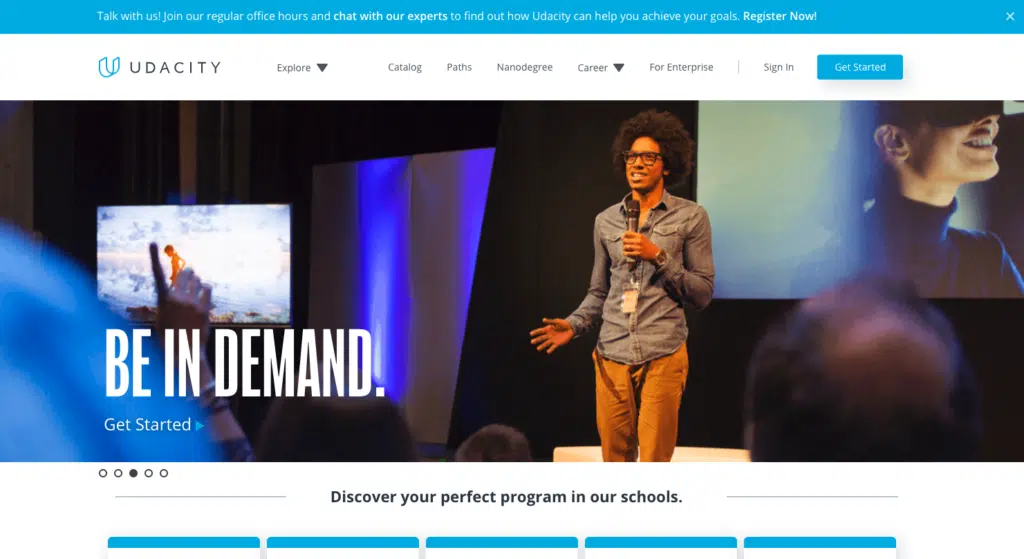 Talk with us! Join our regular office hours and chat with our experts to find out how Udacity can help you achieve your goals. Register Now!
UDACITY
Explore
Catalog
Paths
Nanodegree
Career
For Enterprise
Sign In
Get Started
BE IN DEMAND.
Get Started
Discover your perfect program in our schools.